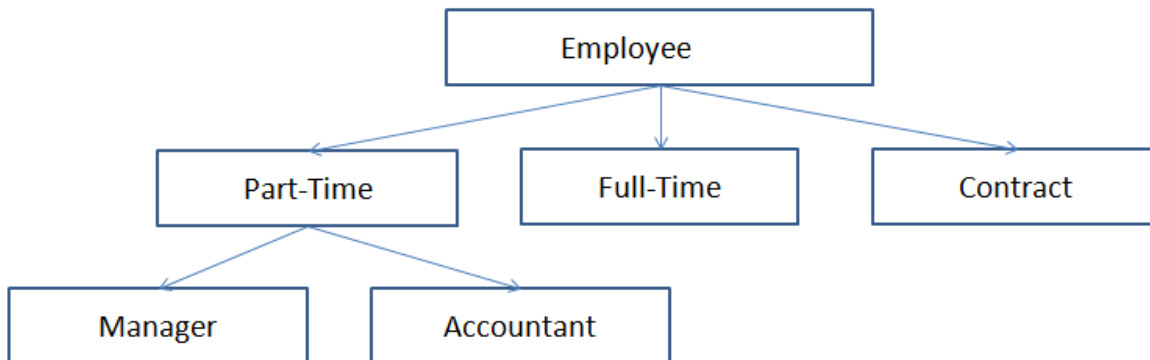 Employee
Part-Time
Full-Time
Contract
Manager
Accountant